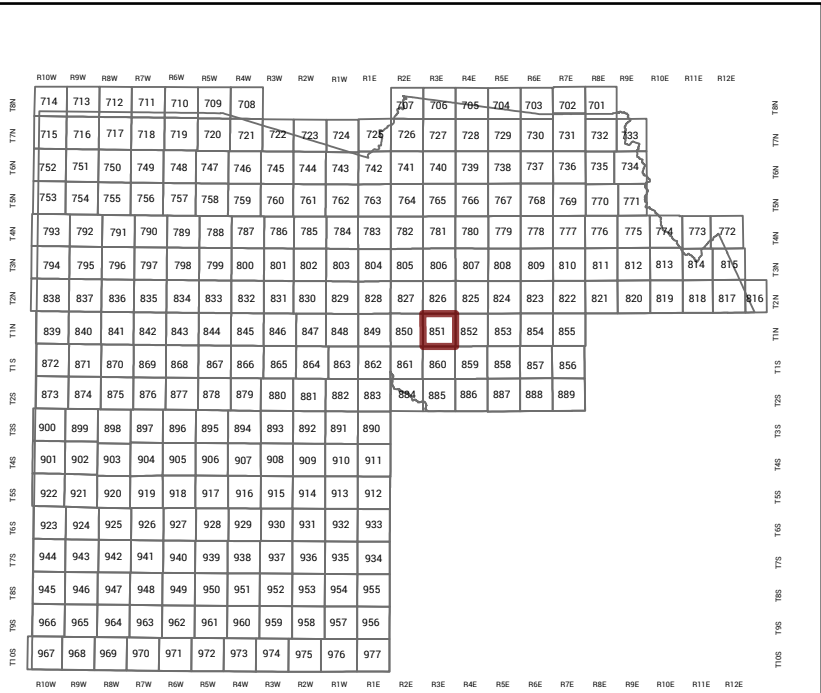 R10W R9W R8W R7W R6W R5W R4W R3W R2W R1W R1E R2E R3E R4E R5E R6E R7E R8E R9E R10E R11E R12E
T8N 714 713 712 711 710 709 708 707 706 705 704 703 702 701 T8N
T7N 715 716 717 718 719 720 721 722 723 724 725 726 727 728 729 730 731 732 733 T7N
T6N 752 751 750 749 748 747 746 745 744 743 742 741 740 739 738 737 736 735 734 T6N
T5N 753 754 755 756 757 758 759 760 761 762 763 764 765 766 767 768 769 770 771 T5N
T4N 793 792 791 790 789 788 787 786 785 784 783 782 781 780 779 778 777 776 775 774 773 772 T4N
T3N 794 795 796 797 798 799 800 801 802 803 804 805 806 807 808 809 810 811 812 813 814 815 T3N
T2N 838 837 836 835 834 833 832 831 830 829 828 827 826 825 824 823 822 821 820 819 818 817 816 T2N
T1N 839 840 841 842 843 844 845 846 847 848 849 850 851 852 853 854 855 T1N
T1S 872 871 870 869 868 867 866 865 864 863 862 861 860 859 858 857 856 T1S
T2S 873 874 875 876 877 878 879 880 881 882 883 884 885 886 887 888 889 T2S
T3S 900 899 898 897 896 895 894 893 892 891 890 T3S
T4S 901 902 903 904 905 906 907 908 909 910 911 T4S
T5S 922 921 920 919 918 917 916 915 914 913 912 T5S
T6S 923 924 925 926 927 928 929 930 931 932 933 T6S
T7S 944 943 942 941 940 939 938 937 936 935 934 T7S
T8S 945 946 947 948 949 950 951 952 953 954 955 T8S
T9S 966 965 964 963 962 961 960 959 958 957 956 T9S
T10S 967 968 969 970 971 972 973 974 975 976 977 T10S
R10W R9W R8W R7W R6W R5W R4W R3W R2W R1W R1E R2E R3E R4E R5E R6E R7E R8E R9E R10E R11E R12E